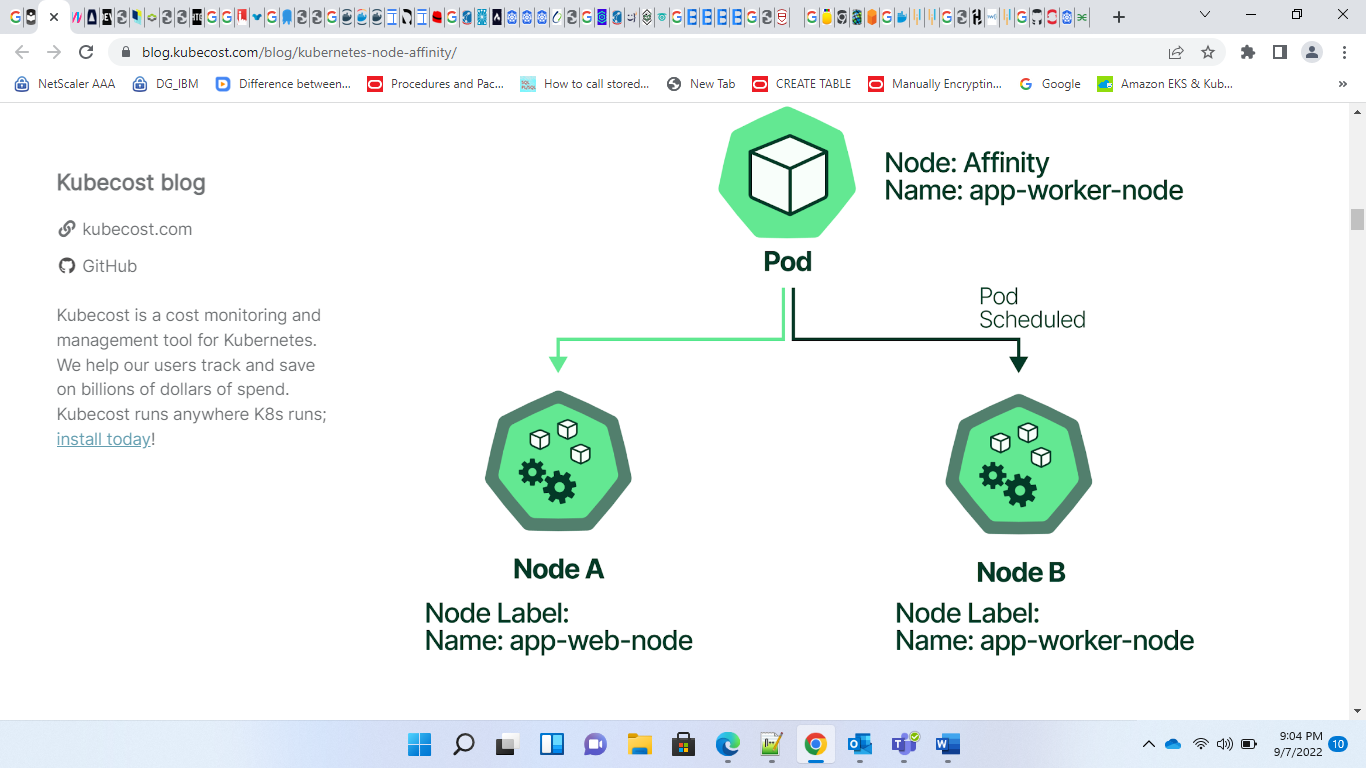 blog.kubecost.com/blog/kubernetes-node-affinity/
NetScaler AAA
DG_IBM
Difference between...
Procedures and Pac...
How to call stored...
New Tab
CREATE TABLE
Manually Encryptin...
Google
Amazon EKS & Kub...
»
Kubecost blog
kubecost.com
GitHub
Kubecost is a cost monitoring and
management tool for Kubernetes.
We help our users track and save
on billions of dollars of spend.
Kubecost runs anywhere K8s runs;
install today!
Node: Affinity
Name: app-worker-node
Pod
Pod
Scheduled
Node A
Node Label:
Name: app-web-node
Node B
Node Label:
Name: app-worker-node
9:04 PM
9/7/2022
10